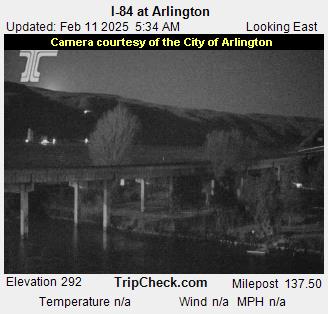 I-84 at Arlington
Updated: Feb 11 2025 5:34 AM Looking East
Camera courtesy of the City of Arlington
Elevation 292 TripCheck.com Milepost 137.50
Temperature n/a Wind n/a MPH n/a